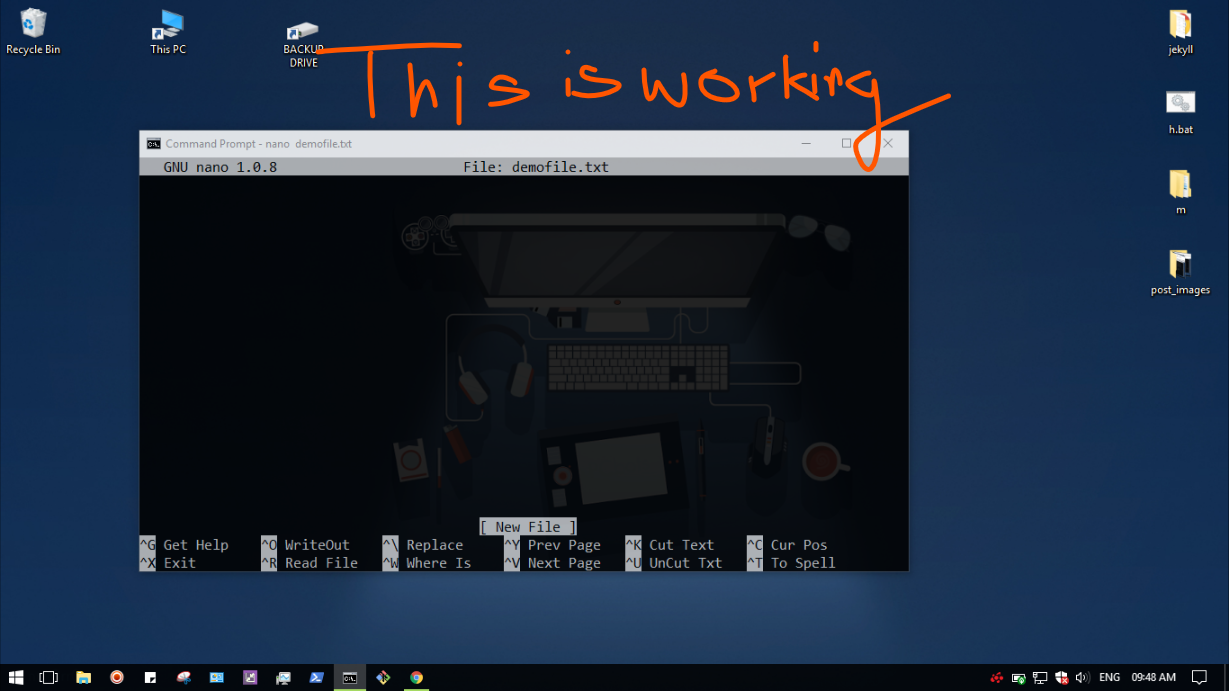 Recycle Bin
This PC
BACKUP
DRIVE
This is working
jekyll
h.bat
m
post_images
Command Prompt - nano  demofile.txt
GNU nano 1.0.8 File: demofile.txt
[ New File ]
^G Get Help ^O WriteOut ^\ Replace ^Y Prev Page ^K Cut Text ^C Cur Pos
^X Exit ^R Read File ^W Where Is ^V Next Page ^U UnCut Txt ^T To Spell
ENG 09:48 AM